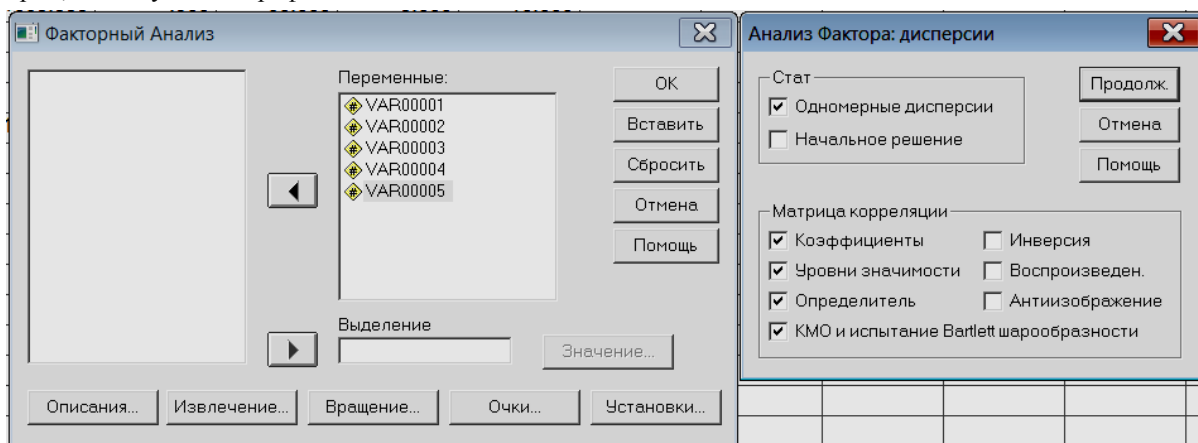 Факторный Анализ
Переменные:
VAR00001
VAR00002
VAR00003
VAR00004
VAR00005
OK
Вставить
Сбросить
Отмена
Помощь
Выделение
Значение...
Описания...
Извлечение...
Вращение...
Очки...
Установки...
Анализ Фактора: дисперсии
Стат
Одномерные дисперсии
Начальное решение
Продолж.
Отмена
Помощь
Матрица корреляции
Коэффициенты
Инверсия
Уровни значимости
Воспроизведен.
Определитель
Антиизображение
КМО и испытание Bartlett шарообразности